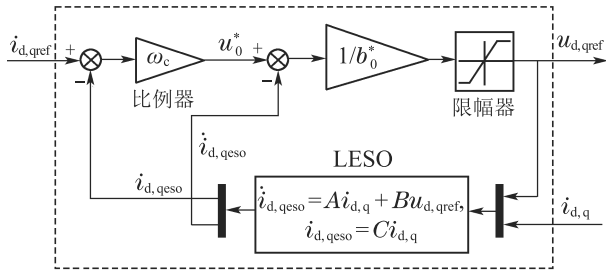 i_{d,qref}
+
−
ω_c
比例器
u_0^*
+
−
1/b_0^*
限幅器
u_{d,qref}
i̇_{d,qeso}
i_{d,qeso}
LESO
i̇_{d,qeso}=Ai_{d,q}+Bu_{d,qref},
i_{d,qeso}=Ci_{d,q}
i_{d,q}